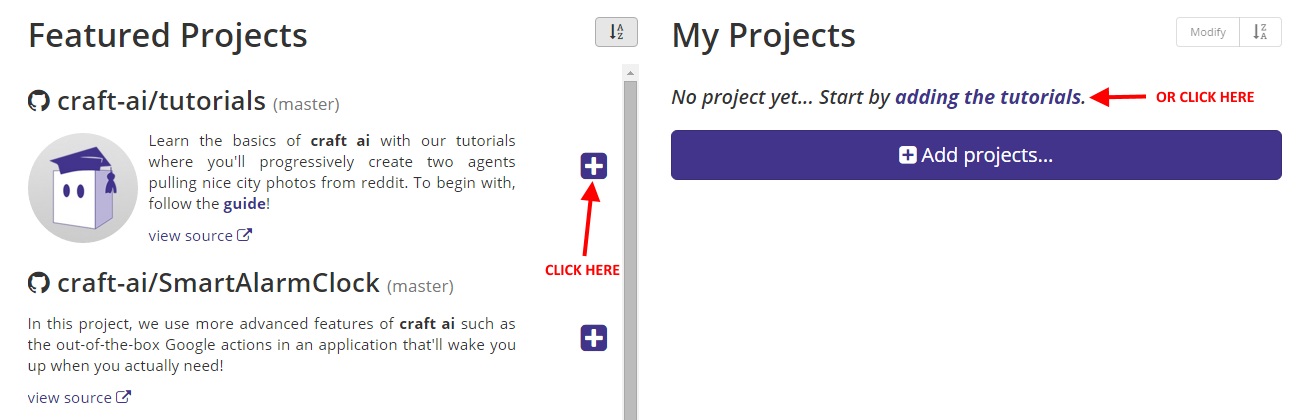 Featured Projects
A
Z
craft-ai/tutorials (master)
Learn the basics of craft ai with our tutorials
where you'll progressively create two agents
pulling nice city photos from reddit. To begin with,
follow the guide!
view source
CLICK HERE
craft-ai/SmartAlarmClock (master)
In this project, we use more advanced features of craft ai such as
the out-of-the-box Google actions in an application that'll wake you
up when you actually need!
view source
My Projects
Modify
Z
A
No project yet... Start by adding the tutorials.
OR CLICK HERE
Add projects...